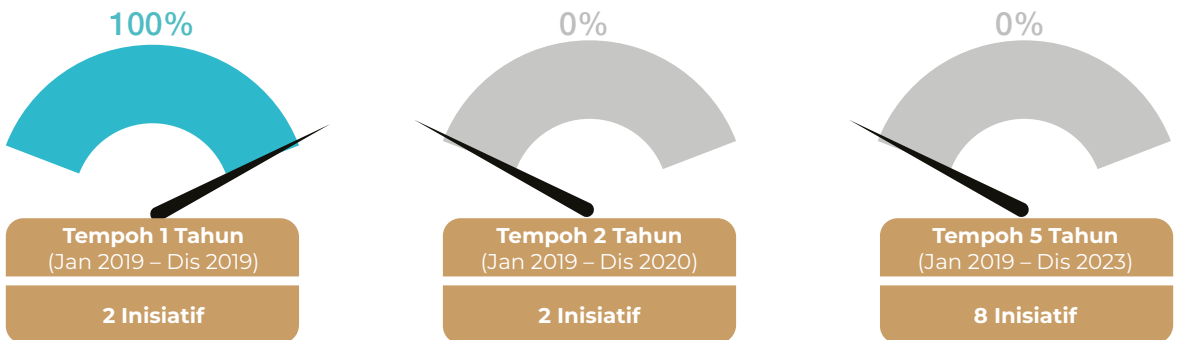 100%
Tempoh 1 Tahun
(Jan 2019 – Dis 2019)
2 Inisiatif
0%
Tempoh 2 Tahun
(Jan 2019 – Dis 2020)
2 Inisiatif
0%
Tempoh 5 Tahun
(Jan 2019 – Dis 2023)
8 Inisiatif